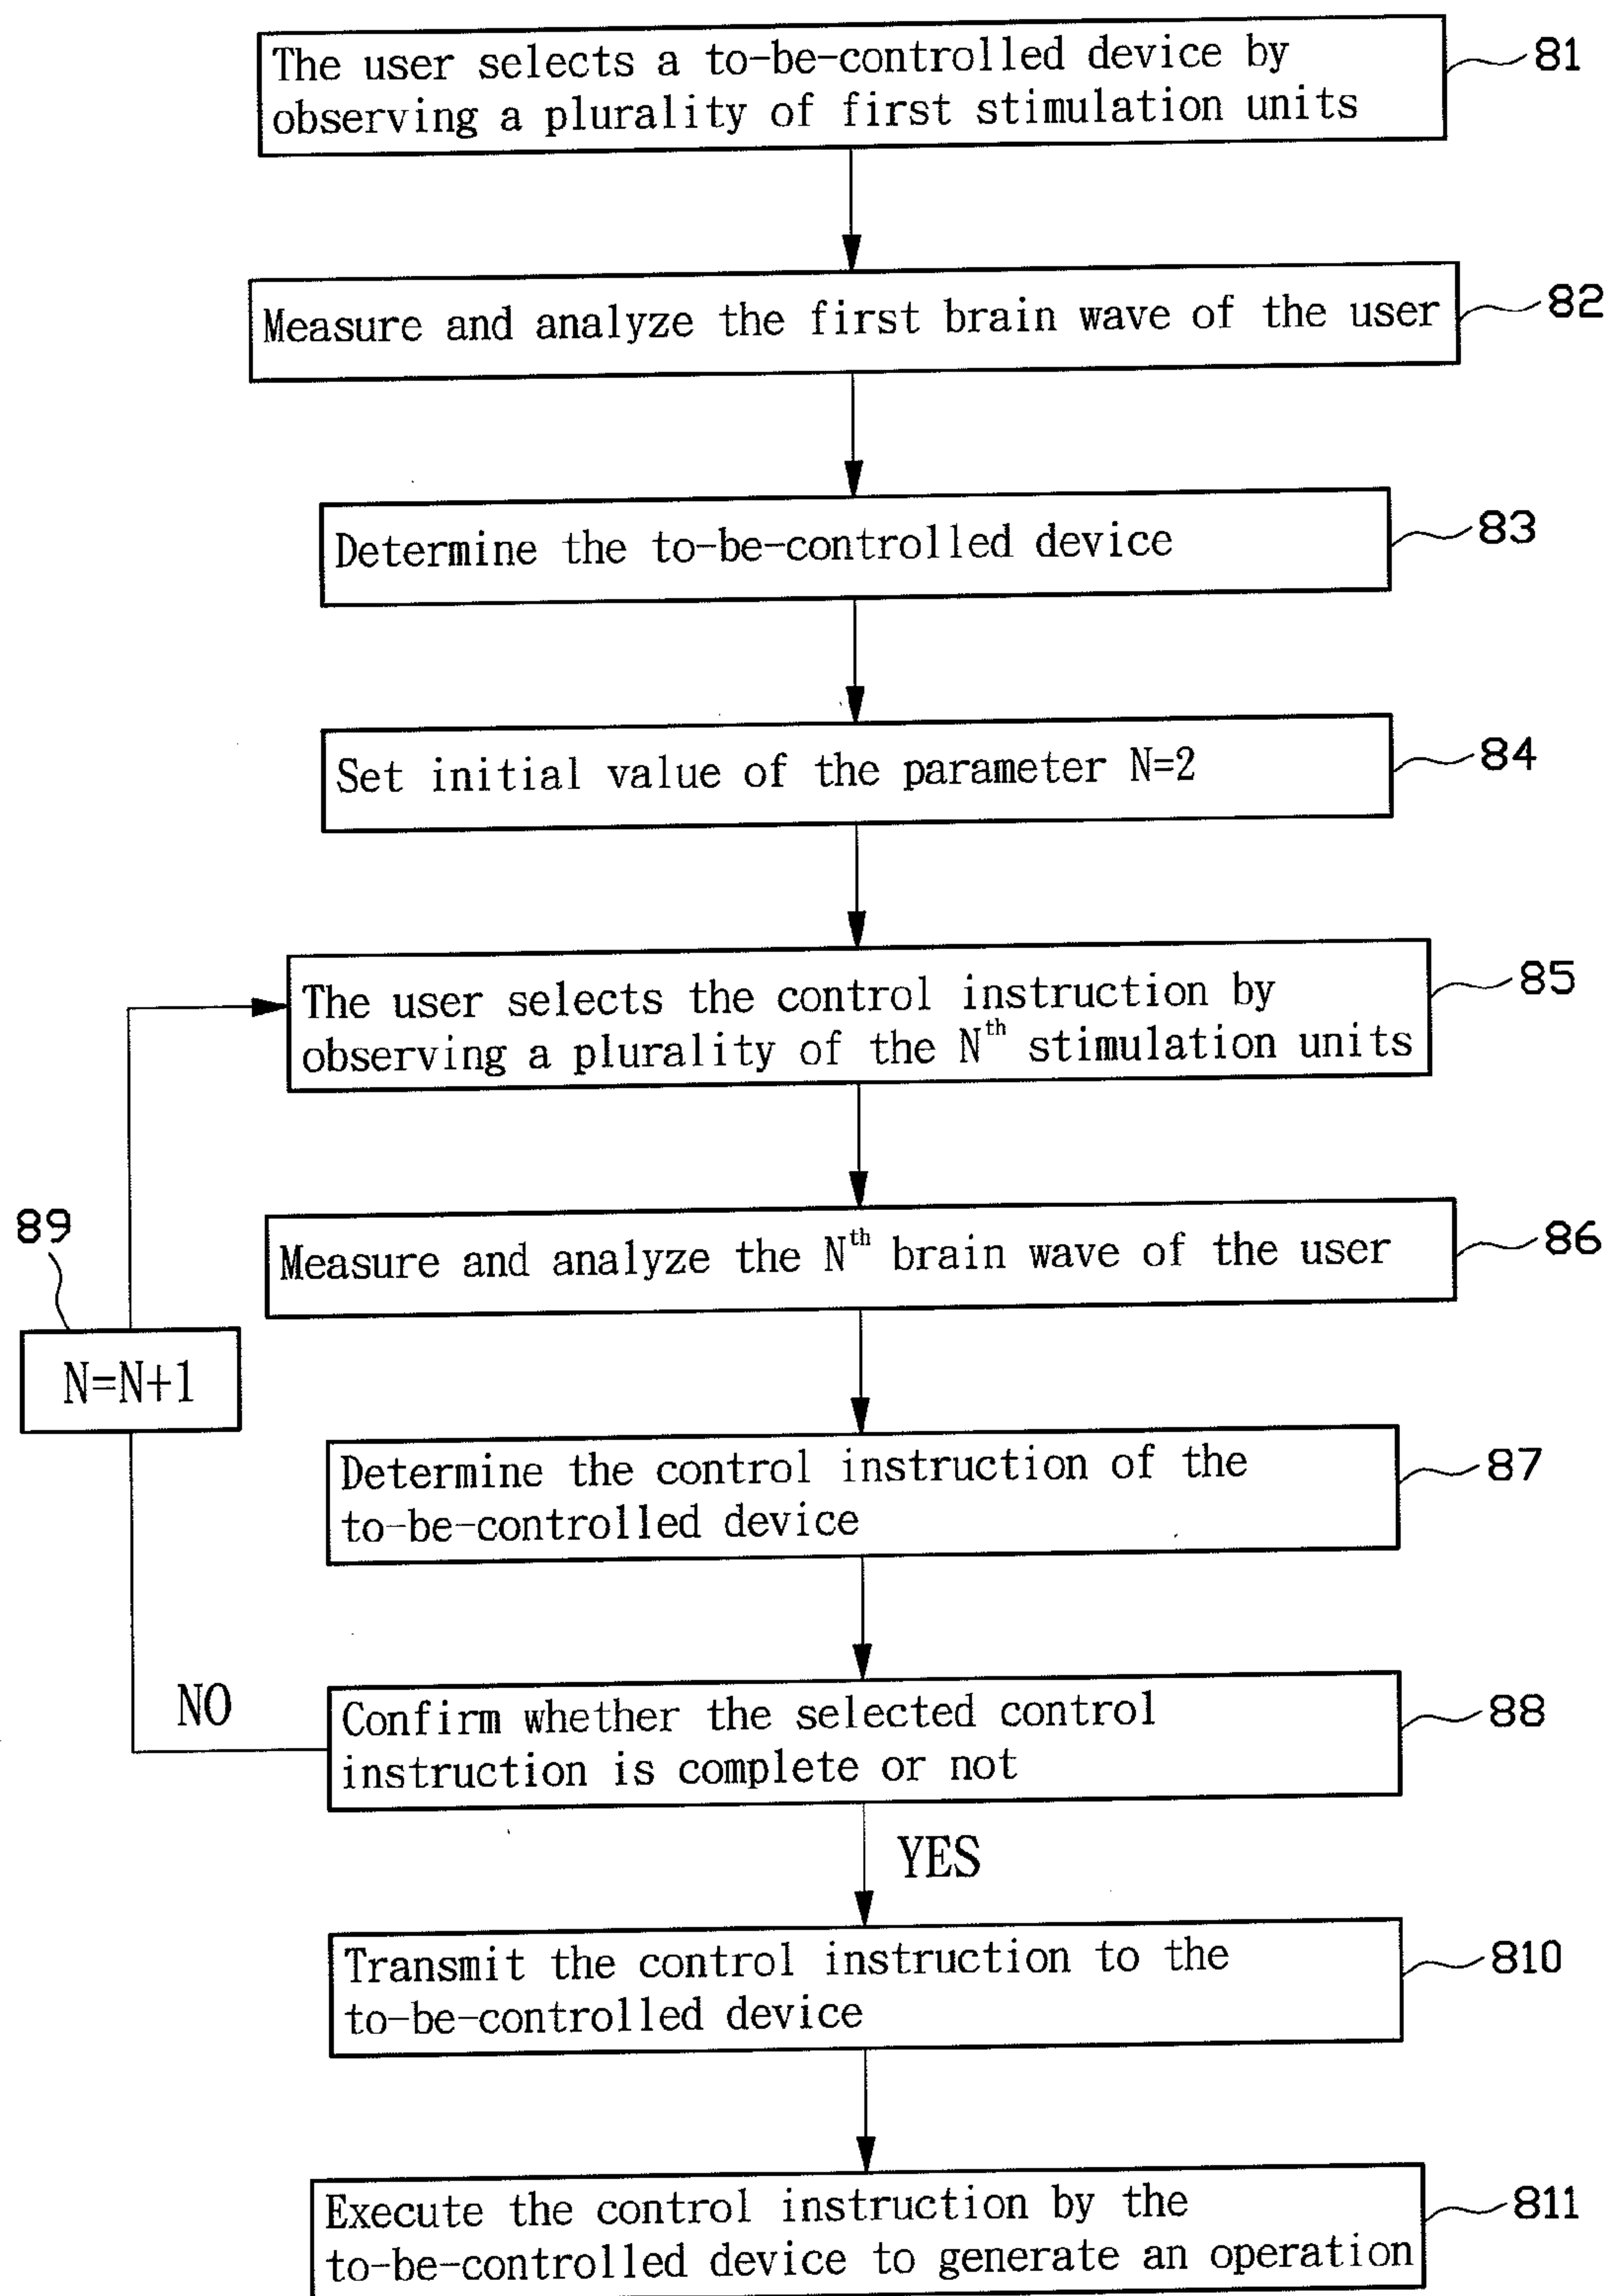 The user selects a to-be-controlled device by
observing a plurality of first stimulation units
81
Measure and analyze the first brain wave of the user
82
Determine the to-be-controlled device
83
Set initial value of the parameter N=2
84
The user selects the control instruction by
observing a plurality of the Nth stimulation units
85
Measure and analyze the Nth brain wave of the user
86
89
N=N+1
Determine the control instruction of the
to-be-controlled device
87
NO
Confirm whether the selected control
instruction is complete or not
88
YES
Transmit the control instruction to the
to-be-controlled device
810
Execute the control instruction by the
to-be-controlled device to generate an operation
811